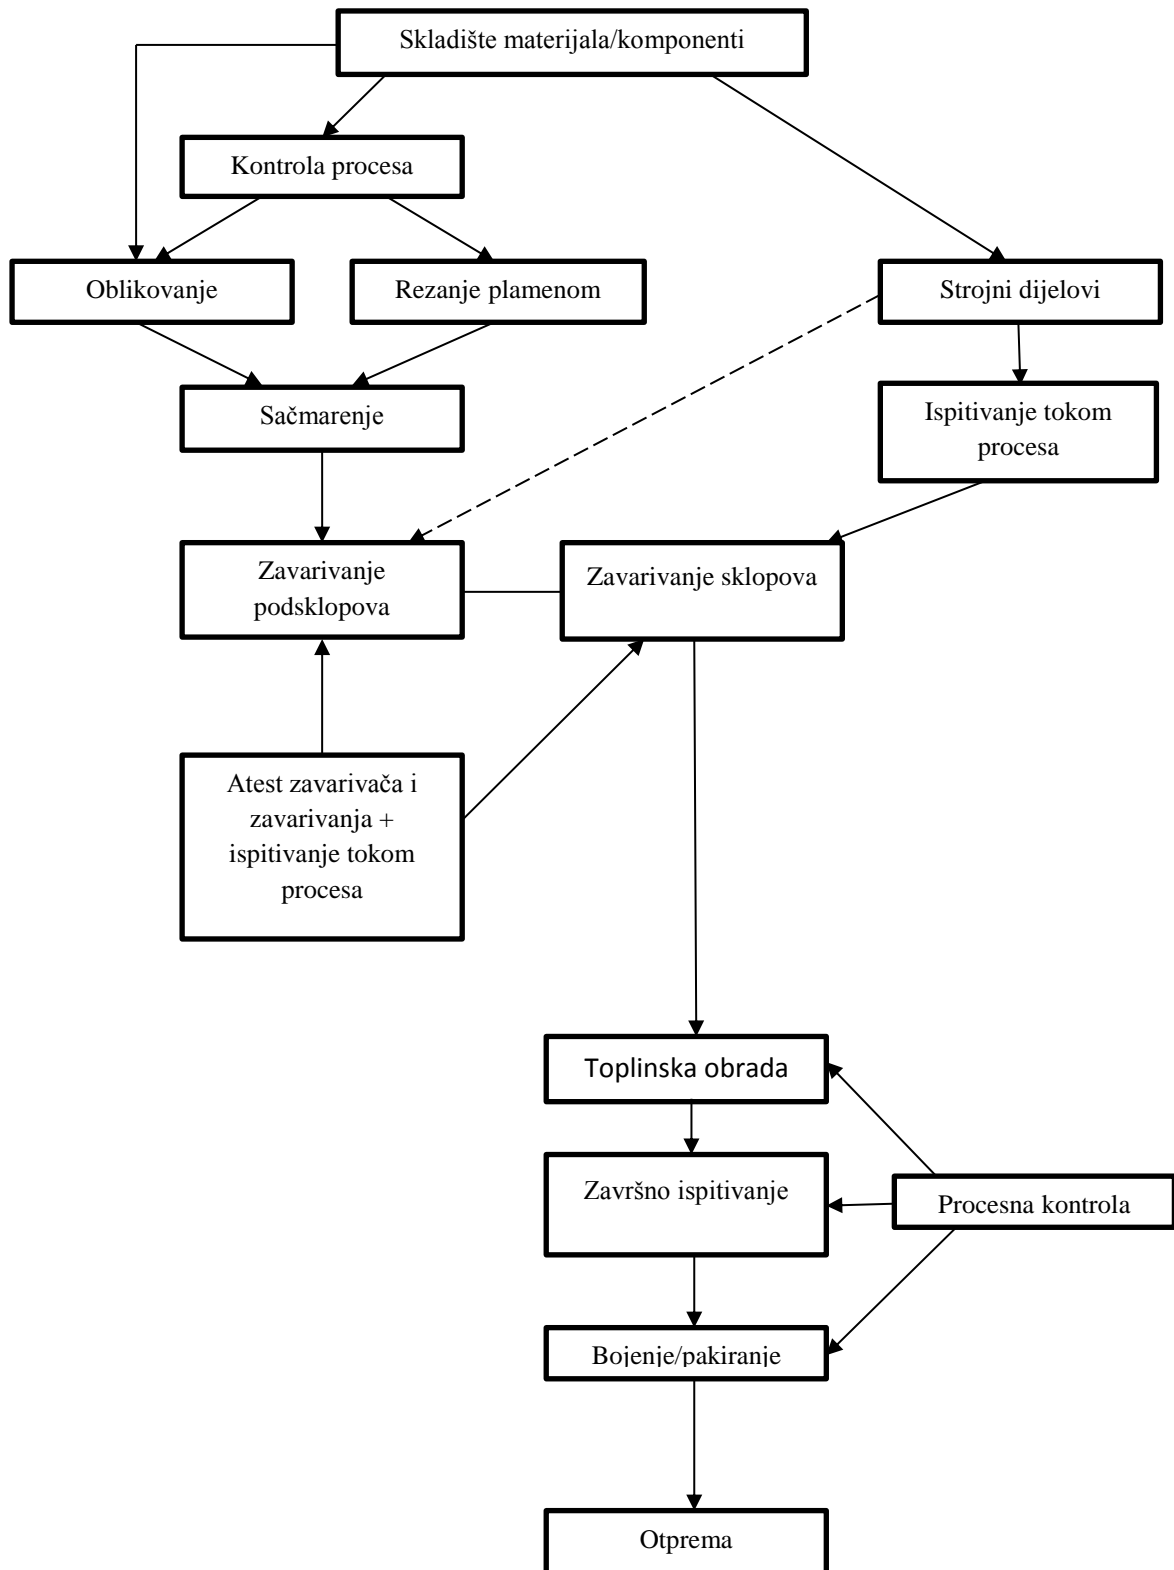 Skladište materijala/komponenti
Kontrola procesa
Oblikovanje
Rezanje plamenom
Strojni dijelovi
Sačmarenje
Ispitivanje tokom
procesa
Zavarivanje
podsklopova
Zavarivanje sklopova
Atest zavarivača i
zavarivanja +
ispitivanje tokom
procesa
Toplinska obrada
Završno ispitivanje
Procesna kontrola
Bojenje/pakiranje
Otprema